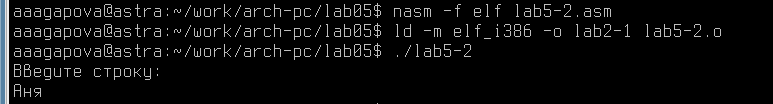 aaagapova@astra:~/work/arch-pc/lab05$ nasm -f elf lab5-2.asm
aaagapova@astra:~/work/arch-pc/lab05$ ld -m elf_i386 -o lab2-1 lab5-2.o
aaagapova@astra:~/work/arch-pc/lab05$ ./lab5-2
Введите строку:
Аня